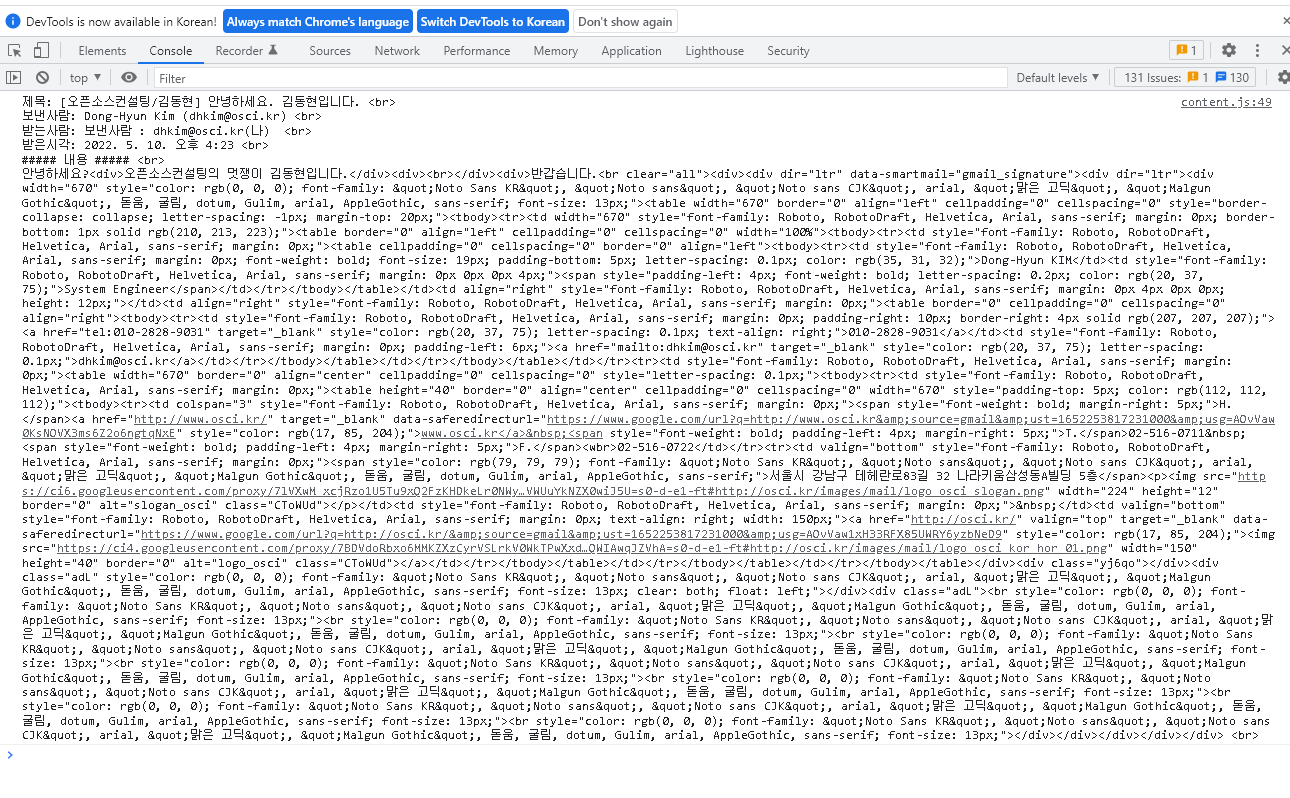 DevTools is now available in Korean! Always match Chrome's language Switch DevTools to Korean Don't show again
Elements Console Recorder Sources Network Performance Memory Application Lighthouse Security 1
top Filter Default levels 131 Issues: 1 130
제목: [오픈소스컨설팅/김동현] 안녕하세요. 김동현입니다. <br> content.js:49
보낸사람: Dong-Hyun Kim (dhkim@osci.kr) <br>
받는사람: 보낸사람 : dhkim@osci.kr(나)  <br>
받은시각: 2022. 5. 10. 오후 4:23 <br>
##### 내용 ##### <br>
안녕하세요?<div>오픈소스컨설팅의 멋쟁이 김동현입니다.</div><div><br></div><div>반갑습니다.<br clear="all"><div><div dir="ltr" data-smartmail="gmail_signature"><div dir="ltr"><div
width="670" style="color: rgb(0, 0, 0); font-family: &quot;Noto Sans KR&quot;, &quot;Noto sans&quot;, &quot;Noto sans CJK&quot;, arial, &quot;맑은 고딕&quot;, &quot;Malgun
Gothic&quot;, 돋움, 굴림, dotum, Gulim, arial, AppleGothic, sans-serif; font-size: 13px;"><table width="670" border="0" align="left" cellpadding="0" cellspacing="0" style="border-
collapse: collapse; letter-spacing: -1px; margin-top: 20px;"><tbody><tr><td width="670" style="font-family: Roboto, RobotoDraft, Helvetica, Arial, sans-serif; margin: 0px; border-
bottom: 1px solid rgb(210, 213, 223);"><table border="0" align="left" cellpadding="0" cellspacing="0" width="100%"><tbody><tr><td style="font-family: Roboto, RobotoDraft,
Helvetica, Arial, sans-serif; margin: 0px;"><table cellpadding="0" cellspacing="0" border="0" align="left"><tbody><tr><td style="font-family: Roboto, RobotoDraft, Helvetica,
Arial, sans-serif; margin: 0px; font-weight: bold; font-size: 19px; padding-bottom: 5px; letter-spacing: 0.1px; color: rgb(35, 31, 32);">Dong-Hyun KIM</td><td style="font-family:
Roboto, RobotoDraft, Helvetica, Arial, sans-serif; margin: 0px 0px 0px 4px;"><span style="padding-left: 4px; font-weight: bold; letter-spacing: 0.2px; color: rgb(20, 37,
75);">System Engineer</span></td></tr></tbody></table></td><td align="right" style="font-family: Roboto, RobotoDraft, Helvetica, Arial, sans-serif; margin: 0px 4px 0px 0px;
height: 12px;"></td><td align="right" style="font-family: Roboto, RobotoDraft, Helvetica, Arial, sans-serif; margin: 0px;"><table border="0" cellpadding="0" cellspacing="0"
align="right"><tbody><tr><td style="font-family: Roboto, RobotoDraft, Helvetica, Arial, sans-serif; margin: 0px; padding-right: 10px; border-right: 4px solid rgb(207, 207, 207);">
<a href="tel:010-2828-9031" target="_blank" style="color: rgb(20, 37, 75); letter-spacing: 0.1px; text-align: right;">010-2828-9031</a></td><td style="font-family: Roboto,
RobotoDraft, Helvetica, Arial, sans-serif; margin: 0px; padding-left: 6px;"><a href="mailto:dhkim@osci.kr" target="_blank" style="color: rgb(20, 37, 75); letter-spacing:
0.1px;">dhkim@osci.kr</a></td></tr></tbody></table></td></tr></tbody></table></td></tr><tr><td style="font-family: Roboto, RobotoDraft, Helvetica, Arial, sans-serif; margin:
0px;"><table width="670" border="0" align="center" cellpadding="0" cellspacing="0" style="letter-spacing: 0.1px;"><tbody><tr><td style="font-family: Roboto, RobotoDraft,
Helvetica, Arial, sans-serif; margin: 0px;"><table height="40" border="0" align="center" cellpadding="0" cellspacing="0" width="670" style="padding-top: 5px; color: rgb(112, 112,
112);"><tbody><tr><td colspan="3" style="font-family: Roboto, RobotoDraft, Helvetica, Arial, sans-serif; margin: 0px;"><span style="font-weight: bold; margin-right: 5px;">H.
</span><a href="http://www.osci.kr/" target="_blank" data-saferedirecturl="https://www.google.com/url?q=http://www.osci.kr&amp;source=gmail&amp;ust=1652253817231000&amp;usg=AOvVaw
0KsNOVX3ms6Z2o6ngtqNxE" style="color: rgb(17, 85, 204);">www.osci.kr</a>&nbsp;<span style="font-weight: bold; padding-left: 4px; margin-right: 5px;">T.</span>02-516-0711&nbsp;
<span style="font-weight: bold; padding-left: 4px; margin-right: 5px;">F.</span><wbr>02-516-0722</td></tr><tr><td valign="bottom" style="font-family: Roboto, RobotoDraft,
Helvetica, Arial, sans-serif; margin: 0px;"><span style="color: rgb(79, 79, 79); font-family: &quot;Noto Sans KR&quot;, &quot;Noto sans&quot;, &quot;Noto sans CJK&quot;, arial,
&quot;맑은 고딕&quot;, &quot;Malgun Gothic&quot;, 돋움, 굴림, dotum, Gulim, arial, AppleGothic, sans-serif;">서울시 강남구 테헤란로83길 32 나라키움삼성동A빌딩 5층</span><p><img src="http
s://ci6.googleusercontent.com/proxy/7lVXwM_xcjRzo1U5Tu9xQ2FzKHDkeLr0NWy…VWUuYkNZX0wiJ5U=s0-d-e1-ft#http://osci.kr/images/mail/logo_osci_slogan.png" width="224" height="12"
border="0" alt="slogan_osci" class="CToWUd"></p></td><td valign="bottom" style="font-family: Roboto, RobotoDraft, Helvetica, Arial, sans-serif; margin: 0px;">&nbsp;</td><td valign="bottom"
style="font-family: Roboto, RobotoDraft, Helvetica, Arial, sans-serif; margin: 0px; text-align: right; width: 150px;"><a href="http://osci.kr/" valign="top" target="_blank" data-
saferedirecturl="https://www.google.com/url?q=http://osci.kr/&amp;source=gmail&amp;ust=1652253817231000&amp;usg=AOvVaw1xH33RFX85UWRY6yzbNeD9" style="color: rgb(17, 85, 204);"><img
src="https://ci4.googleusercontent.com/proxy/7BDVdoRbxo6MMKZXzCyrVSLrkV0WkTPwXxd…QWIAwqJZVhA=s0-d-e1-ft#http://osci.kr/images/mail/logo_osci_kor_hor_01.png" width="150"
height="40" border="0" alt="logo_osci" class="CToWUd"></a></td></tr></tbody></table></td></tr></tbody></table></td></tr></tbody></table></div><div class="yj6qo"></div><div
class="adL" style="color: rgb(0, 0, 0); font-family: &quot;Noto Sans KR&quot;, &quot;Noto sans&quot;, &quot;Noto sans CJK&quot;, arial, &quot;맑은 고딕&quot;, &quot;Malgun
Gothic&quot;, 돋움, 굴림, dotum, Gulim, arial, AppleGothic, sans-serif; font-size: 13px; clear: both; float: left;"></div><div class="adL"><br style="color: rgb(0, 0, 0); font-
family: &quot;Noto Sans KR&quot;, &quot;Noto sans&quot;, &quot;Noto sans CJK&quot;, arial, &quot;맑은 고딕&quot;, &quot;Malgun Gothic&quot;, 돋움, 굴림, dotum, Gulim, arial,
AppleGothic, sans-serif; font-size: 13px;"><br style="color: rgb(0, 0, 0); font-family: &quot;Noto Sans KR&quot;, &quot;Noto sans&quot;, &quot;Noto sans CJK&quot;, arial, &quot;맑
은 고딕&quot;, &quot;Malgun Gothic&quot;, 돋움, 굴림, dotum, Gulim, arial, AppleGothic, sans-serif; font-size: 13px;"><br style="color: rgb(0, 0, 0); font-family: &quot;Noto Sans
KR&quot;, &quot;Noto sans&quot;, &quot;Noto sans CJK&quot;, arial, &quot;맑은 고딕&quot;, &quot;Malgun Gothic&quot;, 돋움, 굴림, dotum, Gulim, arial, AppleGothic, sans-serif; font-
size: 13px;"><br style="color: rgb(0, 0, 0); font-family: &quot;Noto Sans KR&quot;, &quot;Noto sans&quot;, &quot;Noto sans CJK&quot;, arial, &quot;맑은 고딕&quot;, &quot;Malgun
Gothic&quot;, 돋움, 굴림, dotum, Gulim, arial, AppleGothic, sans-serif; font-size: 13px;"><br style="color: rgb(0, 0, 0); font-family: &quot;Noto Sans KR&quot;, &quot;Noto
sans&quot;, &quot;Noto sans CJK&quot;, arial, &quot;맑은 고딕&quot;, &quot;Malgun Gothic&quot;, 돋움, 굴림, dotum, Gulim, arial, AppleGothic, sans-serif; font-size: 13px;"><br
style="color: rgb(0, 0, 0); font-family: &quot;Noto Sans KR&quot;, &quot;Noto sans&quot;, &quot;Noto sans CJK&quot;, arial, &quot;맑은 고딕&quot;, &quot;Malgun Gothic&quot;, 돋움,
굴림, dotum, Gulim, arial, AppleGothic, sans-serif; font-size: 13px;"><br style="color: rgb(0, 0, 0); font-family: &quot;Noto Sans KR&quot;, &quot;Noto sans&quot;, &quot;Noto sans
CJK&quot;, arial, &quot;맑은 고딕&quot;, &quot;Malgun Gothic&quot;, 돋움, 굴림, dotum, Gulim, arial, AppleGothic, sans-serif; font-size: 13px;"></div></div></div></div></div> <br>